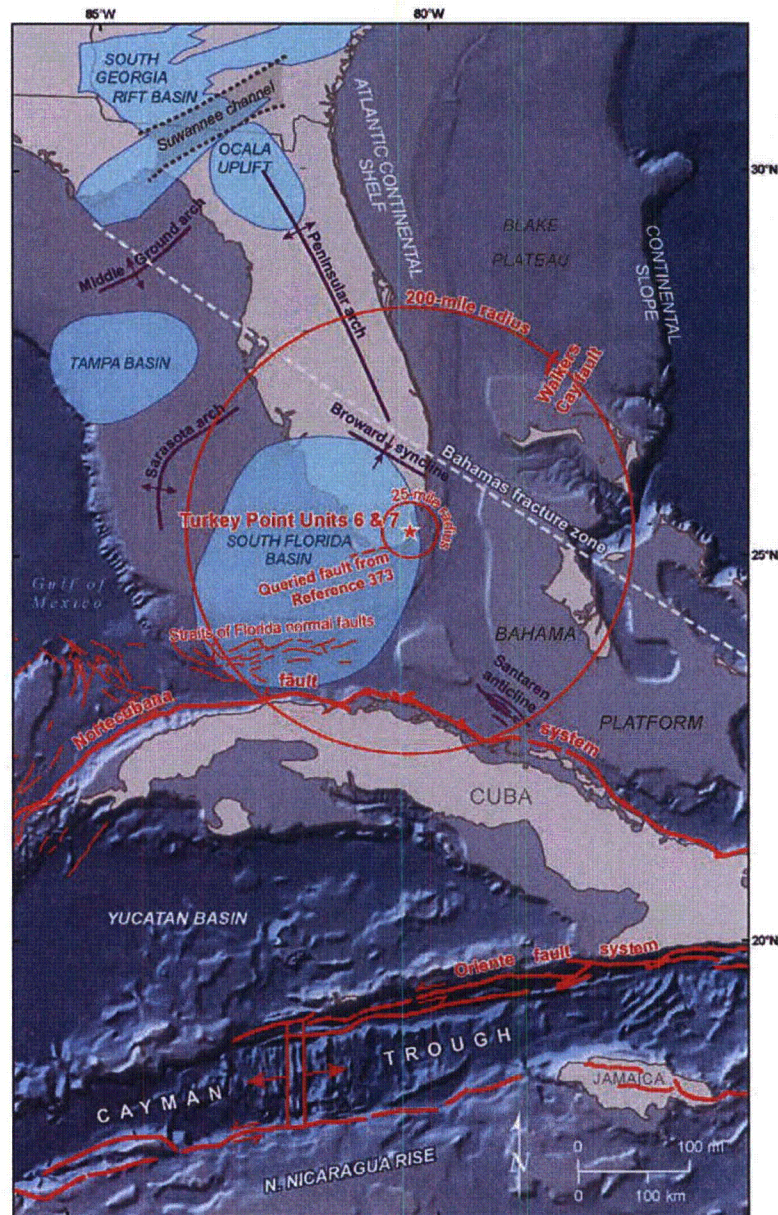 85°W
80°W
SOUTH
GEORGIA
RIFT BASIN
Suwannee channel
OCALA
UPLIFT
ATLANTIC CONTINENTAL
SHELF
30°N
BLAKE
PLATEAU
CONTINENTAL
SLOPE
Middle Ground arch
Peninsular arch
200-mile radius
Walkers
Cay fault
TAMPA BASIN
Sarasota arch
Broward syncline
Bahamas fracture zone
25-mile radius
Turkey Point Units 6 & 7
SOUTH FLORIDA
BASIN
25°N
Queried fault from
Reference 373
Gulf of
Mexico
Straits of Florida normal faults
BAHAMA
PLATFORM
Santaren
anticline
Nortecubana
fault
system
CUBA
YUCATAN BASIN
20°N
Oriente fault system
CAYMAN
TROUGH
JAMAICA
N. NICARAGUA RISE
N
0
100 mi
0
100 km